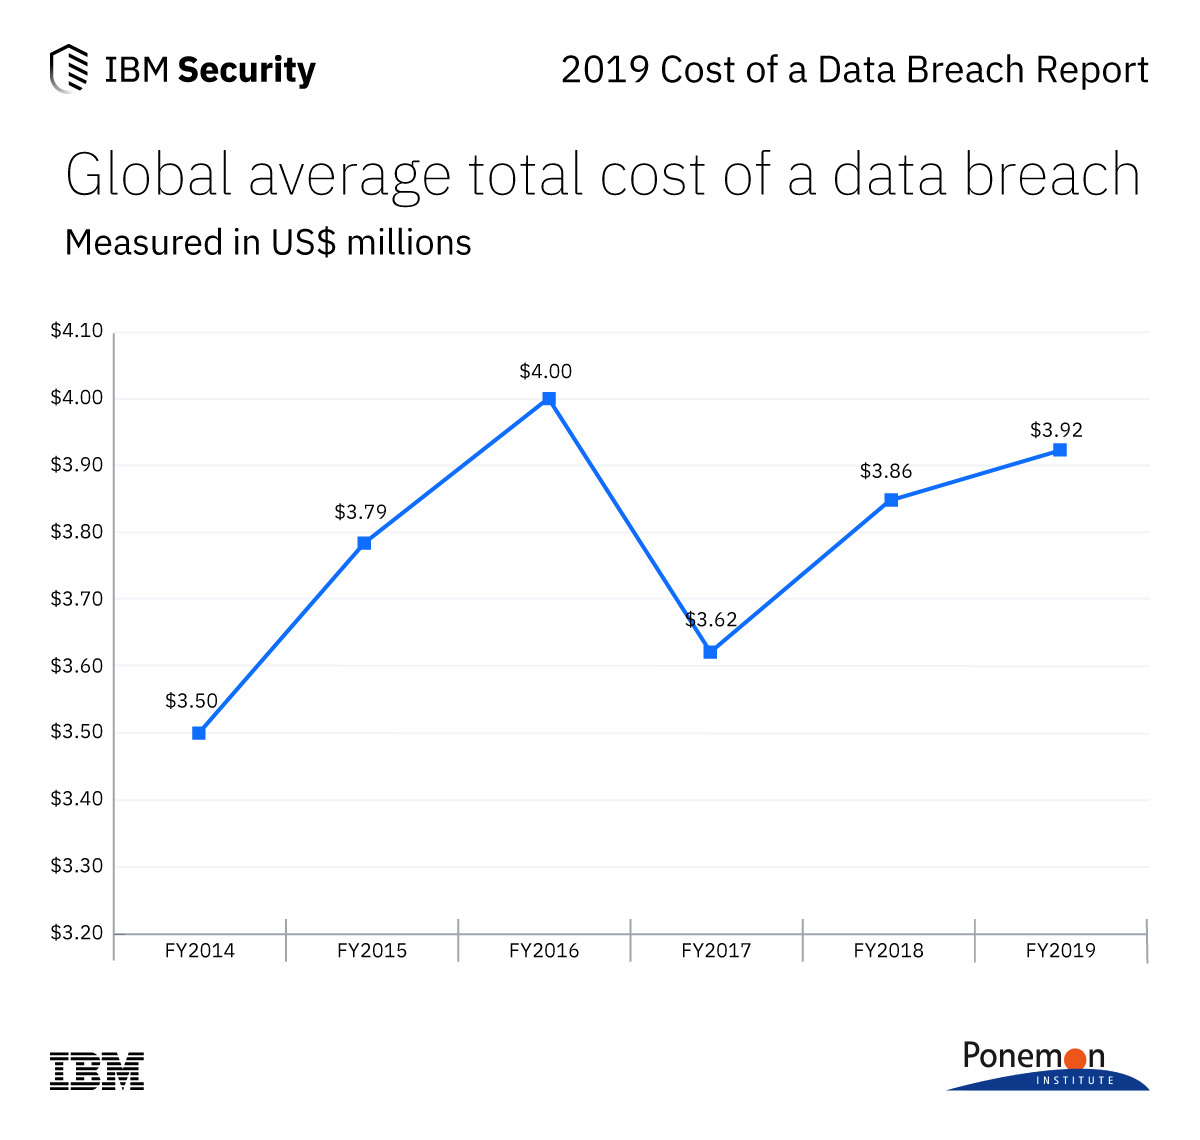 IBM Security
2019 Cost of a Data Breach Report
Global average total cost of a data breach
Measured in US$ millions
$4.10
$4.00
$3.90
$3.80
$3.70
$3.60
$3.50
$3.40
$3.30
$3.20
$3.50
$3.79
$4.00
$3.62
$3.86
$3.92
FY2014 FY2015 FY2016 FY2017 FY2018 FY2019
IBM
Ponemon
INSTITUTE